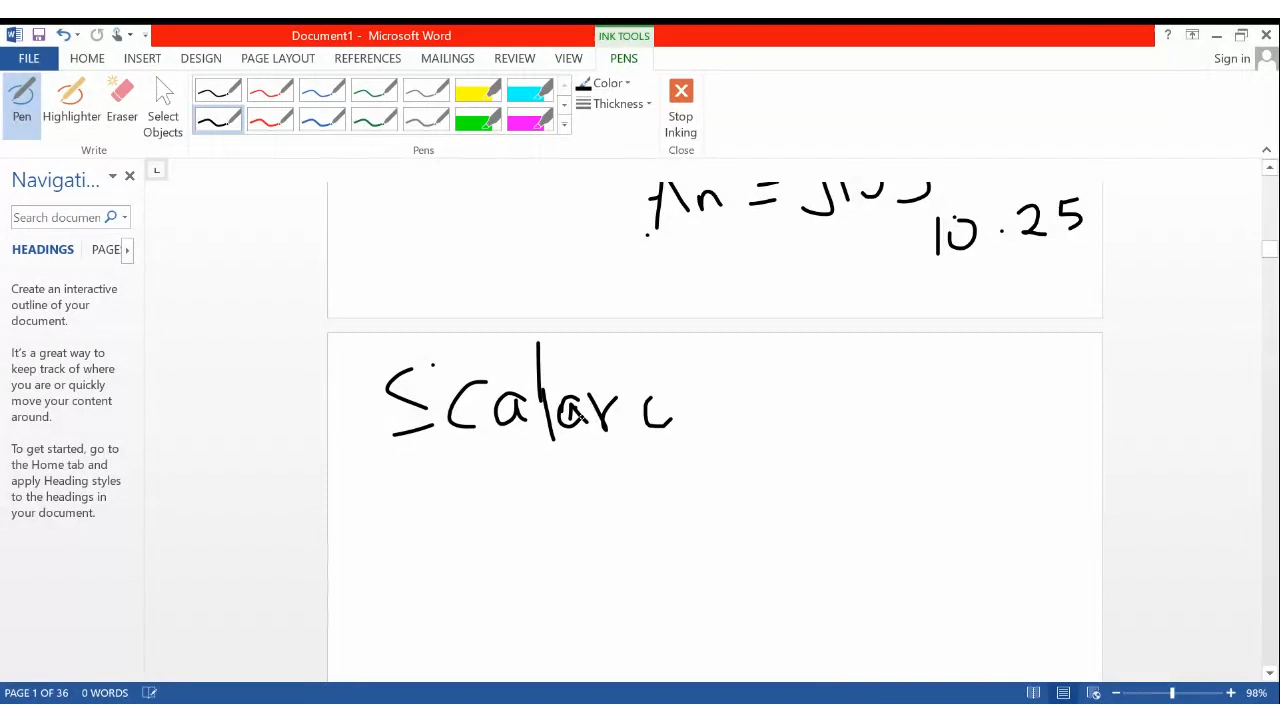 Document1 - Microsoft Word
INK TOOLS
?
FILE
HOME
INSERT
DESIGN
PAGE LAYOUT
REFERENCES
MAILINGS
REVIEW
VIEW
PENS
Sign in
Pen
Highlighter
Eraser
Select Objects
Color
Thickness
Stop Inking
Write
Pens
Close
Navigati...
Search documen
HEADINGS
PAGE
Create an interactive
outline of your
document.
It's a great way to
keep track of where
you are or quickly
move your content
around.
To get started, go to
the Home tab and
apply Heading styles
to the headings in
your document.
10.25
Scalar
PAGE 1 OF 36
0 WORDS
98%